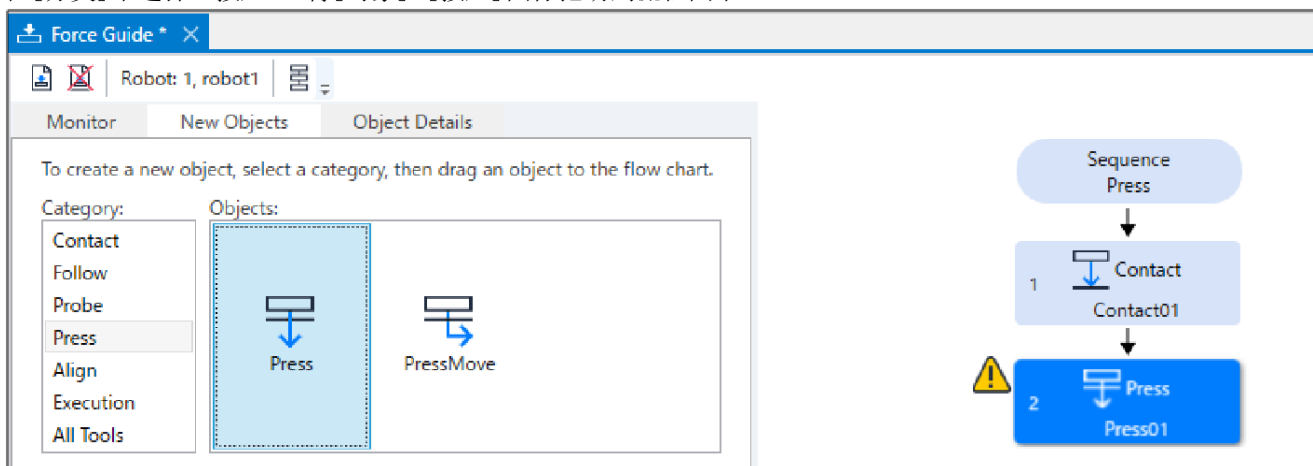 Force Guide *
Robot: 1, robot1
Monitor New Objects Object Details
To create a new object, select a category, then drag an object to the flow chart.
Category: Objects:
Contact
Follow
Probe
Press
Align
Execution
All Tools
Press
PressMove
Sequence
Press
1 Contact
Contact01
2 Press
Press01